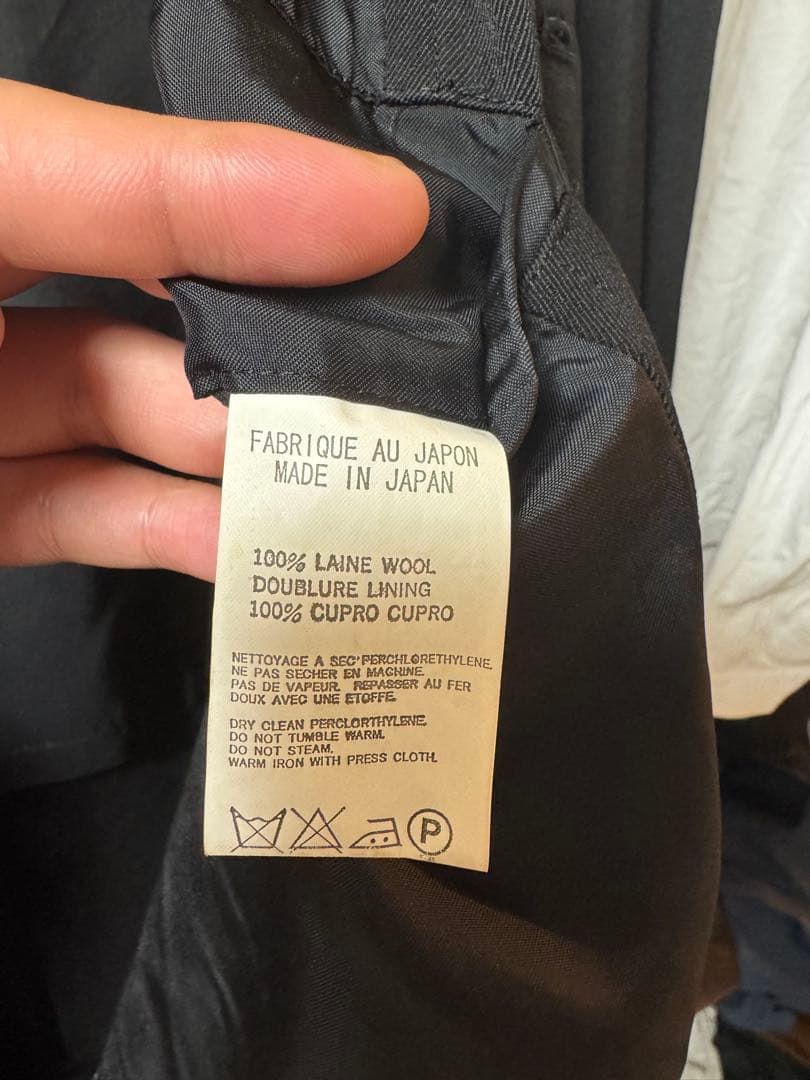 FABRIQUE AU JAPON
MADE IN JAPAN
100% LAINE WOOL
DOUBLURE LINING
100% CUPRO CUPRO
NETTOYAGE A SEC'PERCHLORETHYLENE.
NE PAS SECHER EN MACHINE.
PAS DE VAPEUR. REPASSER AU FER
DOUX AVEC UNE ETOFFE.
DRY CLEAN PERCLORTHYLENE.
DO NOT TUMBLE WARM.
DO NOT STEAM.
WARM IRON WITH PRESS CLOTH.
P